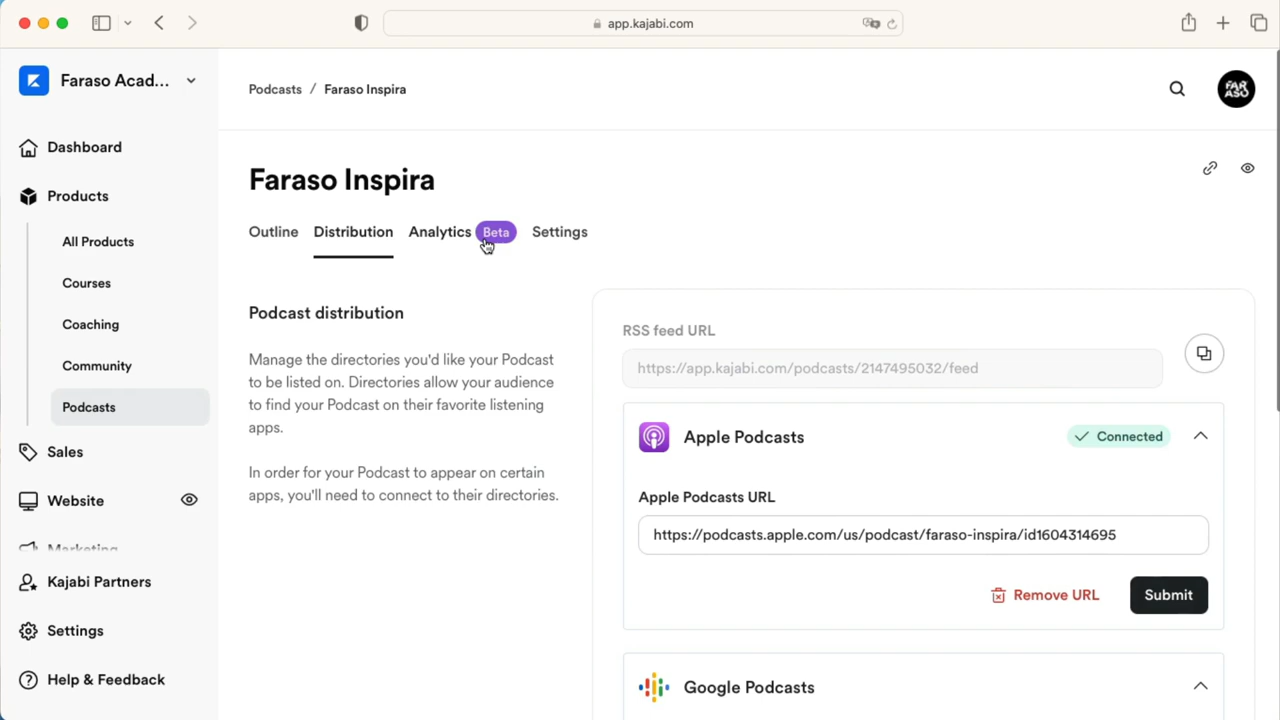 app.kajabi.com
Faraso Acad...
Podcasts / Faraso Inspira
FAR
ASO
Dashboard
Products
All Products
Courses
Coaching
Community
Podcasts
Sales
Website
Marketing
Kajabi Partners
Settings
Help & Feedback
Faraso Inspira
Outline
Distribution
Analytics
Beta
Settings
Podcast distribution
Manage the directories you'd like your Podcast
to be listed on. Directories allow your audience
to find your Podcast on their favorite listening
apps.
In order for your Podcast to appear on certain
apps, you'll need to connect to their directories.
RSS feed URL
https://app.kajabi.com/podcasts/2147495032/feed
Apple Podcasts
Connected
Apple Podcasts URL
https://podcasts.apple.com/us/podcast/faraso-inspira/id1604314695
Remove URL
Submit
Google Podcasts